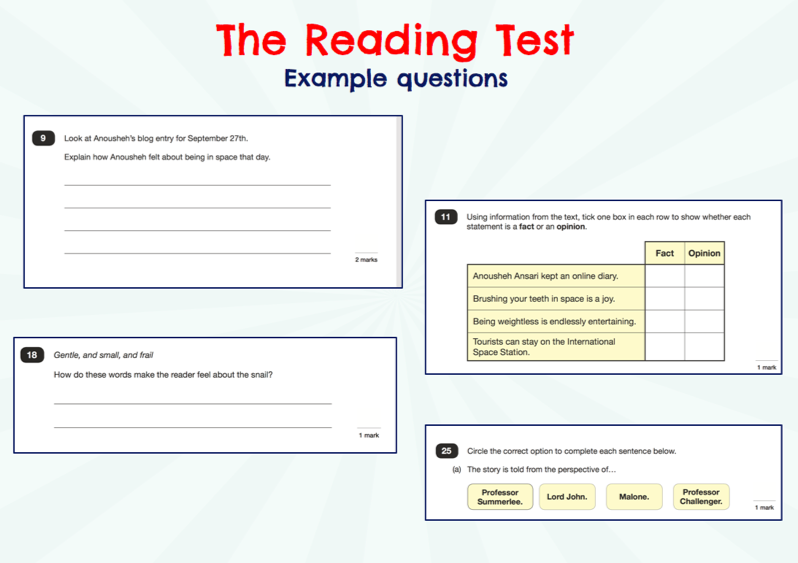 The Reading Test
Example questions
9
Look at Anousheh's blog entry for September 27th.
Explain how Anousheh felt about being in space that day.
2 marks
18
Gentle, and small, and frail
How do these words make the reader feel about the snail?
1 mark
11
Using information from the text, tick one box in each row to show whether each
statement is a fact or an opinion.
Fact Opinion
Anousheh Ansari kept an online diary.
Brushing your teeth in space is a joy.
Being weightless is endlessly entertaining.
Tourists can stay on the International
Space Station.
1 mark
25
Circle the correct option to complete each sentence below.
(a) The story is told from the perspective of...
Professor
Summerlee.
Lord John.
Malone.
Professor
Challenger.
1 mark